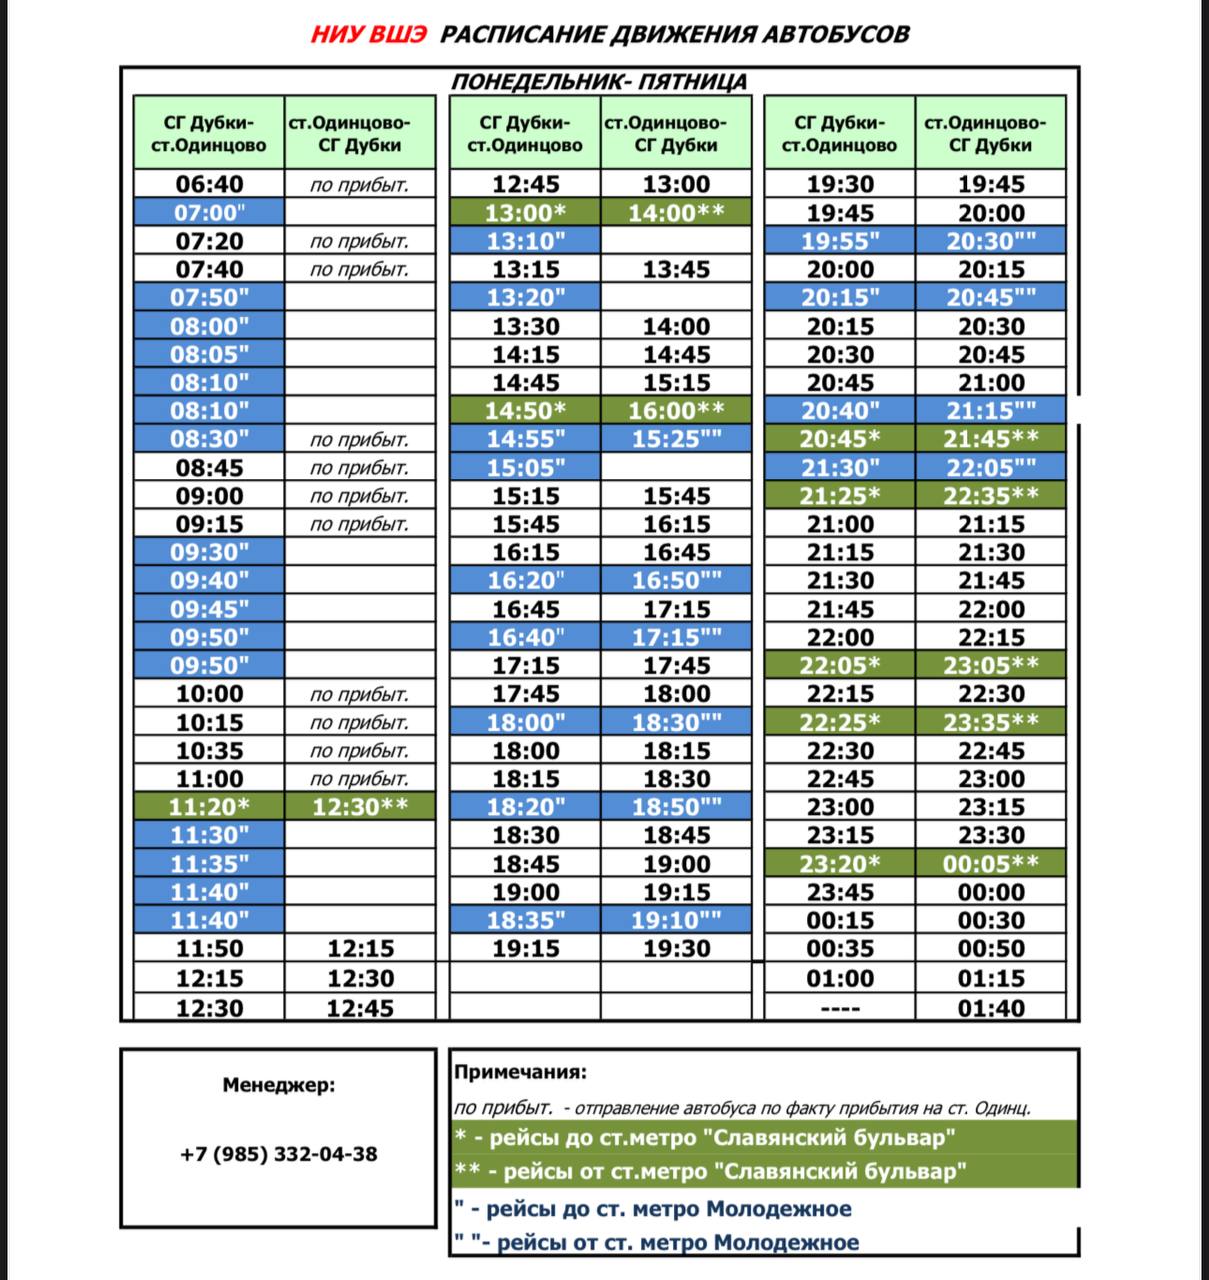 НИУ ВШЭ РАСПИСАНИЕ ДВИЖЕНИЯ АВТОБУСОВ
ПОНЕДЕЛЬНИК- ПЯТНИЦА
СГ Дубки- ст.Одинцово- СГ Дубки- ст.Одинцово- СГ Дубки- ст.Одинцово-
ст.Одинцово СГ Дубки ст.Одинцово СГ Дубки ст.Одинцово СГ Дубки
06:40 по прибыт. 12:45 13:00 19:30 19:45
07:00" 13:00* 14:00** 19:45 20:00
07:20 по прибыт. 13:10" 19:55" 20:30""
07:40 по прибыт. 13:15 13:45 20:00 20:15
07:50" 13:20" 20:15" 20:45""
08:00" 13:30 14:00 20:15 20:30
08:05" 14:15 14:45 20:30 20:45
08:10" 14:45 15:15 20:45 21:00
08:10" 14:50* 16:00** 20:40" 21:15""
08:30" по прибыт. 14:55" 15:25"" 20:45* 21:45**
08:45 по прибыт. 15:05" 21:30" 22:05""
09:00 по прибыт. 15:15 15:45 21:25* 22:35**
09:15 по прибыт. 15:45 16:15 21:00 21:15
09:30" 16:15 16:45 21:15 21:30
09:40" 16:20" 16:50"" 21:30 21:45
09:45" 16:45 17:15 21:45 22:00
09:50" 16:40" 17:15"" 22:00 22:15
09:50" 17:15 17:45 22:05* 23:05**
10:00 по прибыт. 17:45 18:00 22:15 22:30
10:15 по прибыт. 18:00" 18:30"" 22:25* 23:35**
10:35 по прибыт. 18:00 18:15 22:30 22:45
11:00 по прибыт. 18:15 18:30 22:45 23:00
11:20* 12:30** 18:20" 18:50"" 23:00 23:15
11:30" 18:30 18:45 23:15 23:30
11:35" 18:45 19:00 23:20* 00:05**
11:40" 19:00 19:15 23:45 00:00
11:40" 18:35" 19:10"" 00:15 00:30
11:50 12:15 19:15 19:30 00:35 00:50
12:15 12:30 01:00 01:15
12:30 12:45 ---- 01:40
Менеджер:
+7 (985) 332-04-38
Примечания:
по прибыт. - отправление автобуса по факту прибытия на ст. Одинц.
* - рейсы до ст.метро "Славянский бульвар"
** - рейсы от ст.метро "Славянский бульвар"
" - рейсы до ст. метро Молодежное
" "- рейсы от ст. метро Молодежное